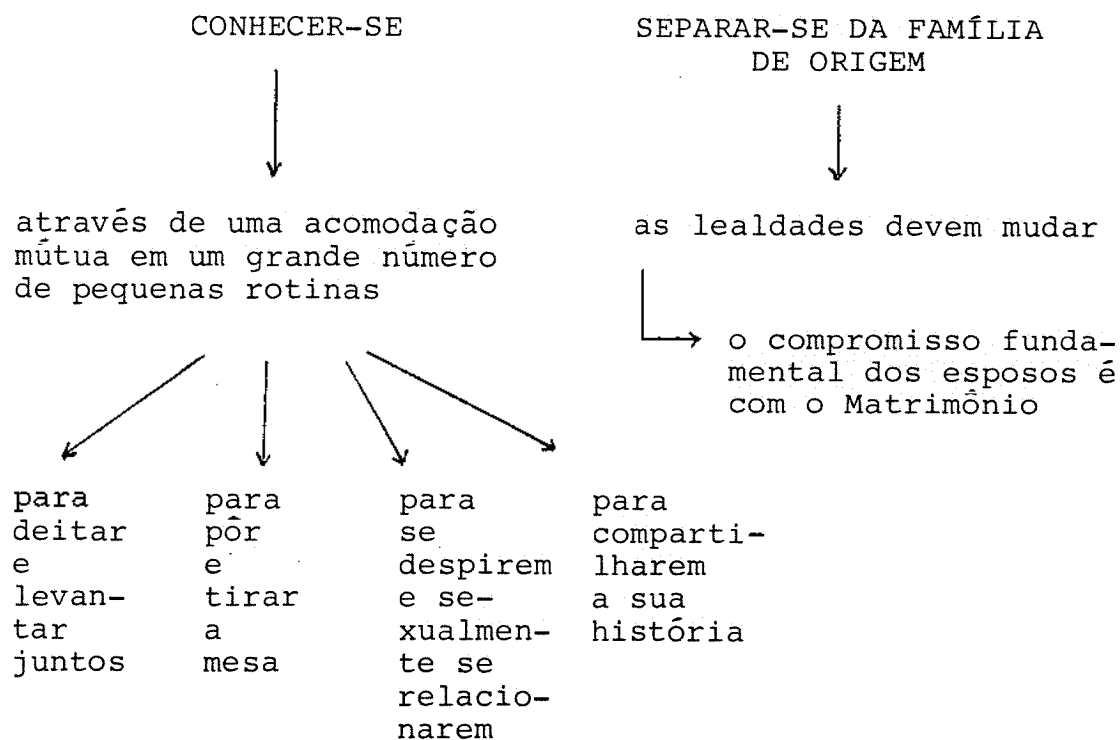 CONHECER-SE
através de uma acomodação
mútua em um grande número
de pequenas rotinas
para
deitar
e
levan-
tar
juntos
para
pôr
e
tirar
a
mesa
para
se
despirem
e se-
xualmen-
te se
relacio-
narem
para
comparti-
lharem
a sua
história
SEPARAR-SE DA FAMÍLIA
DE ORIGEM
as lealdades devem mudar
o compromisso funda-
mental dos esposos é
com o Matrimônio